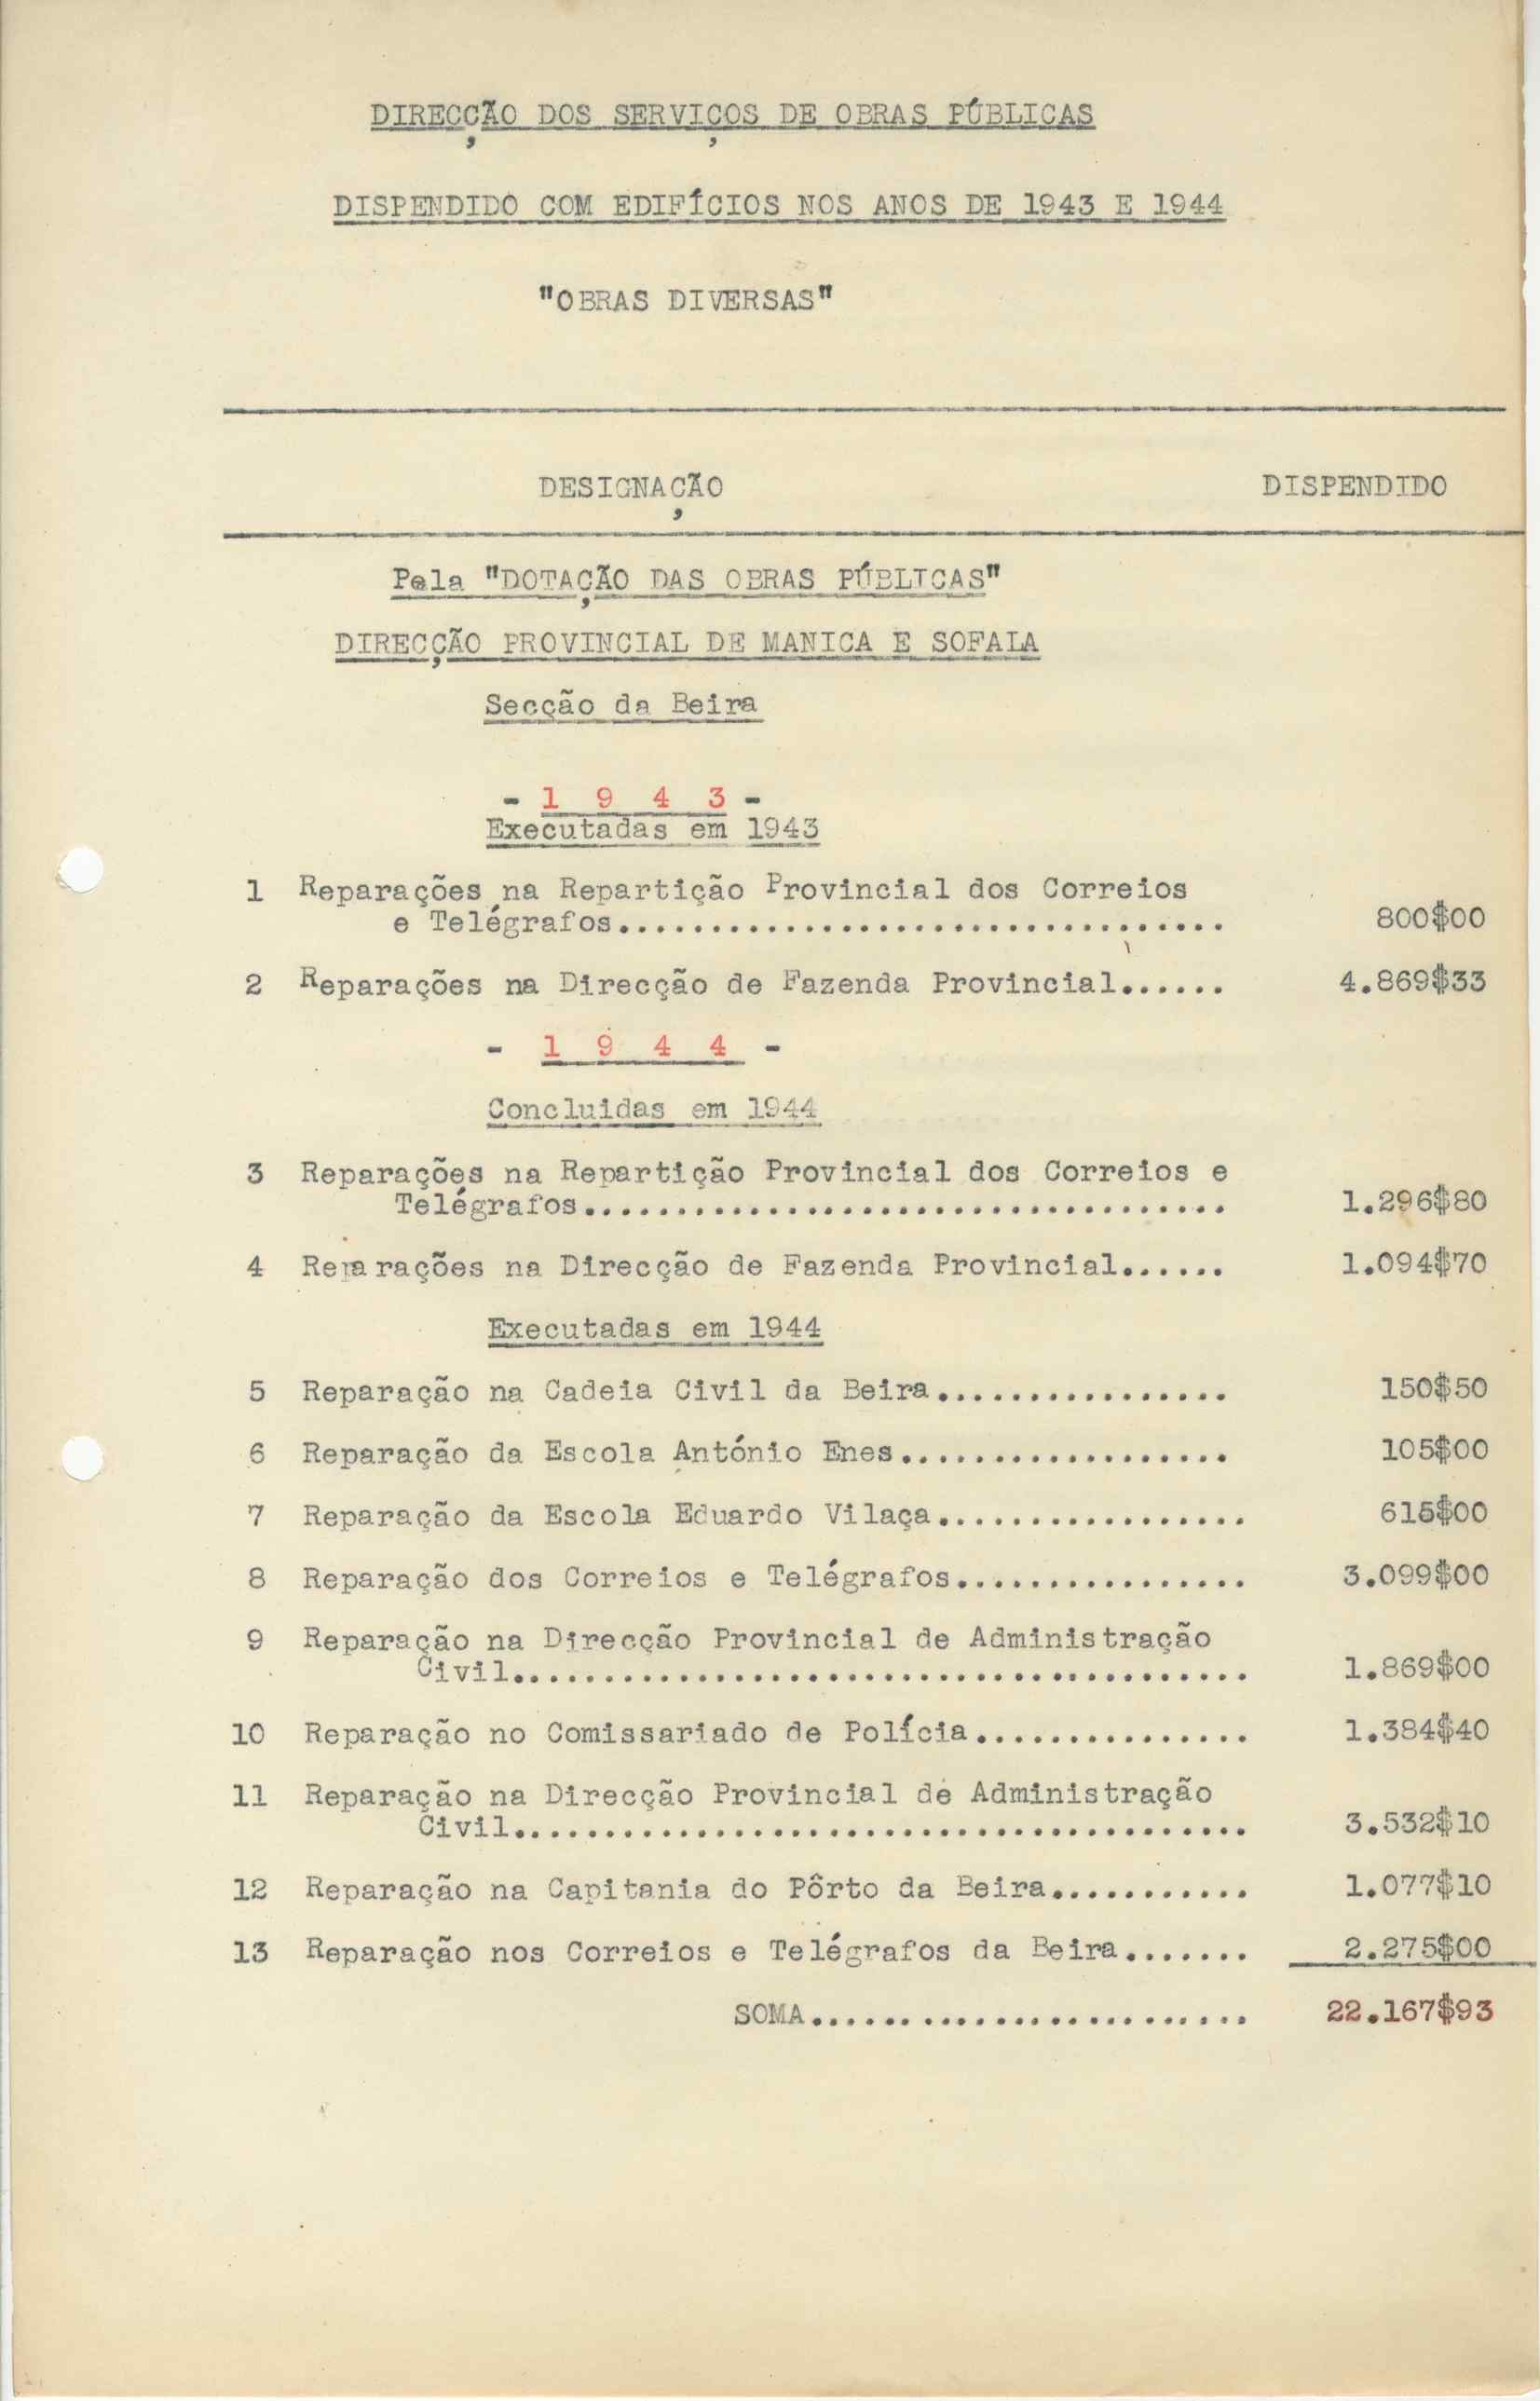 DIRECÇÃO DOS SERVIÇOS DE OBRAS PÚBLICAS
DISPENDIDO COM EDIFÍCIOS NOS ANOS DE 1943 E 1944
"OBRAS DIVERSAS"
DESIGNAÇÃO DISPENDIDO
Pela "DOTAÇÃO DAS OBRAS PÚBLICAS"
DIRECÇÃO PROVINCIAL DE MANICA E SOFALA
Secção da Beira
- 1 9 4 3 -
Executadas em 1943
1 Reparações na Repartição Provincial dos Correios
e Telégrafos................................. 800$00
2 Reparações na Direcção de Fazenda Provincial...... 4.869$33
- 1 9 4 4 -
Concluidas em 1944
3 Reparações na Repartição Provincial dos Correios e
Telégrafos................................... 1.296$80
4 Reparações na Direcção de Fazenda Provincial...... 1.094$70
Executadas em 1944
5 Reparação na Cadeia Civil da Beira................ 150$50
6 Reparação da Escola António Enes.................. 105$00
7 Reparação da Escola Eduardo Vilaça................. 615$00
8 Reparação dos Correios e Telégrafos................ 3.099$00
9 Reparação na Direcção Provincial de Administração
Civil........................................ 1.869$00
10 Reparação no Comissariado de Polícia............... 1.384$40
11 Reparação na Direcção Provincial de Administração
Civil........................................ 3.532$10
12 Reparação na Capitania do Pôrto da Beira........... 1.077$10
13 Reparação nos Correios e Telégrafos da Beira....... 2.275$00
SOMA........................ 22.167$93